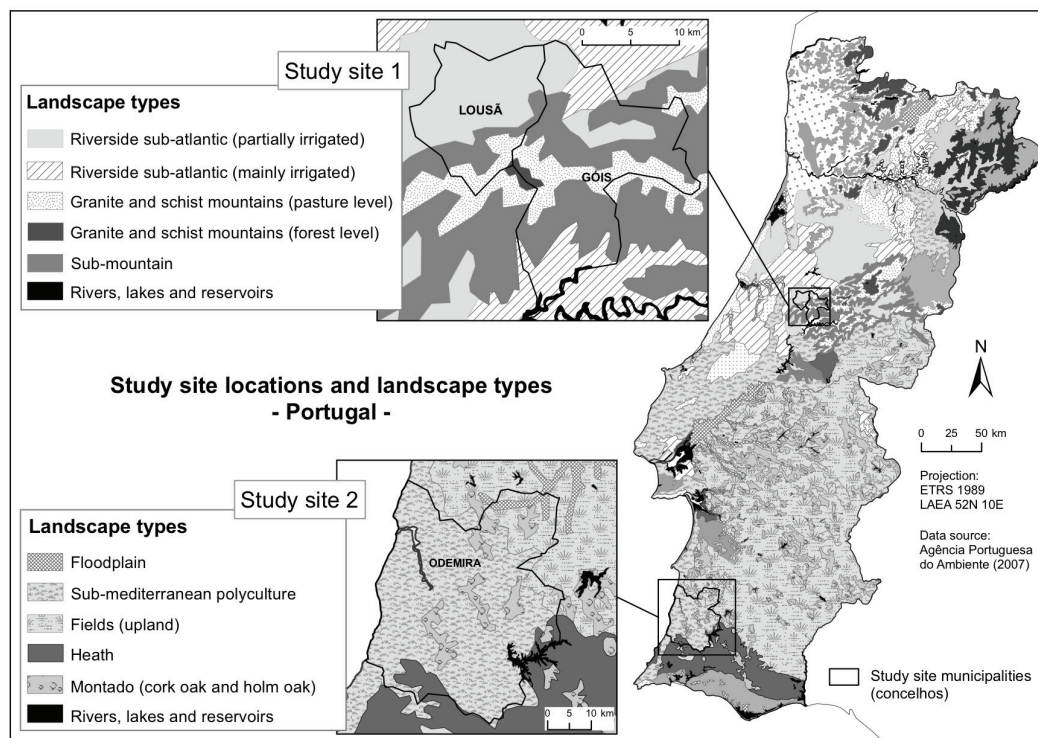 0 5 10 km
Study site 1
Landscape types
Riverside sub-atlantic (partially irrigated)
Riverside sub-atlantic (mainly irrigated)
Granite and schist mountains (pasture level)
Granite and schist mountains (forest level)
Sub-mountain
Rivers, lakes and reservoirs
LOUSÃ
GÓIS
Study site locations and landscape types
- Portugal -
N
0 25 50 km
Projection:
ETRS 1989
LAEA 52N 10E
Data source:
Agência Portuguesa
do Ambiente (2007)
Study site 2
Landscape types
Floodplain
Sub-mediterranean polyculture
Fields (upland)
Heath
Montado (cork oak and holm oak)
Rivers, lakes and reservoirs
ODEMIRA
0 5 10 km
Study site municipalities
(concelhos)